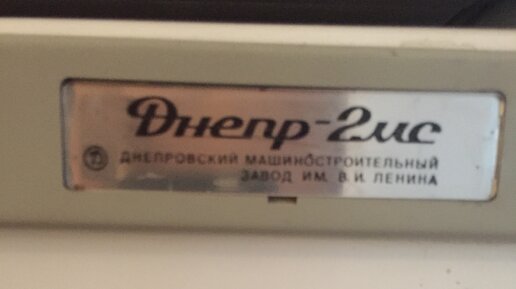 Днепр-2мс
ДНЕПРОВСКИЙ МАШИНОСТРОИТЕЛЬНЫЙ
ЗАВОД ИМ. В. И. ЛЕНИНА